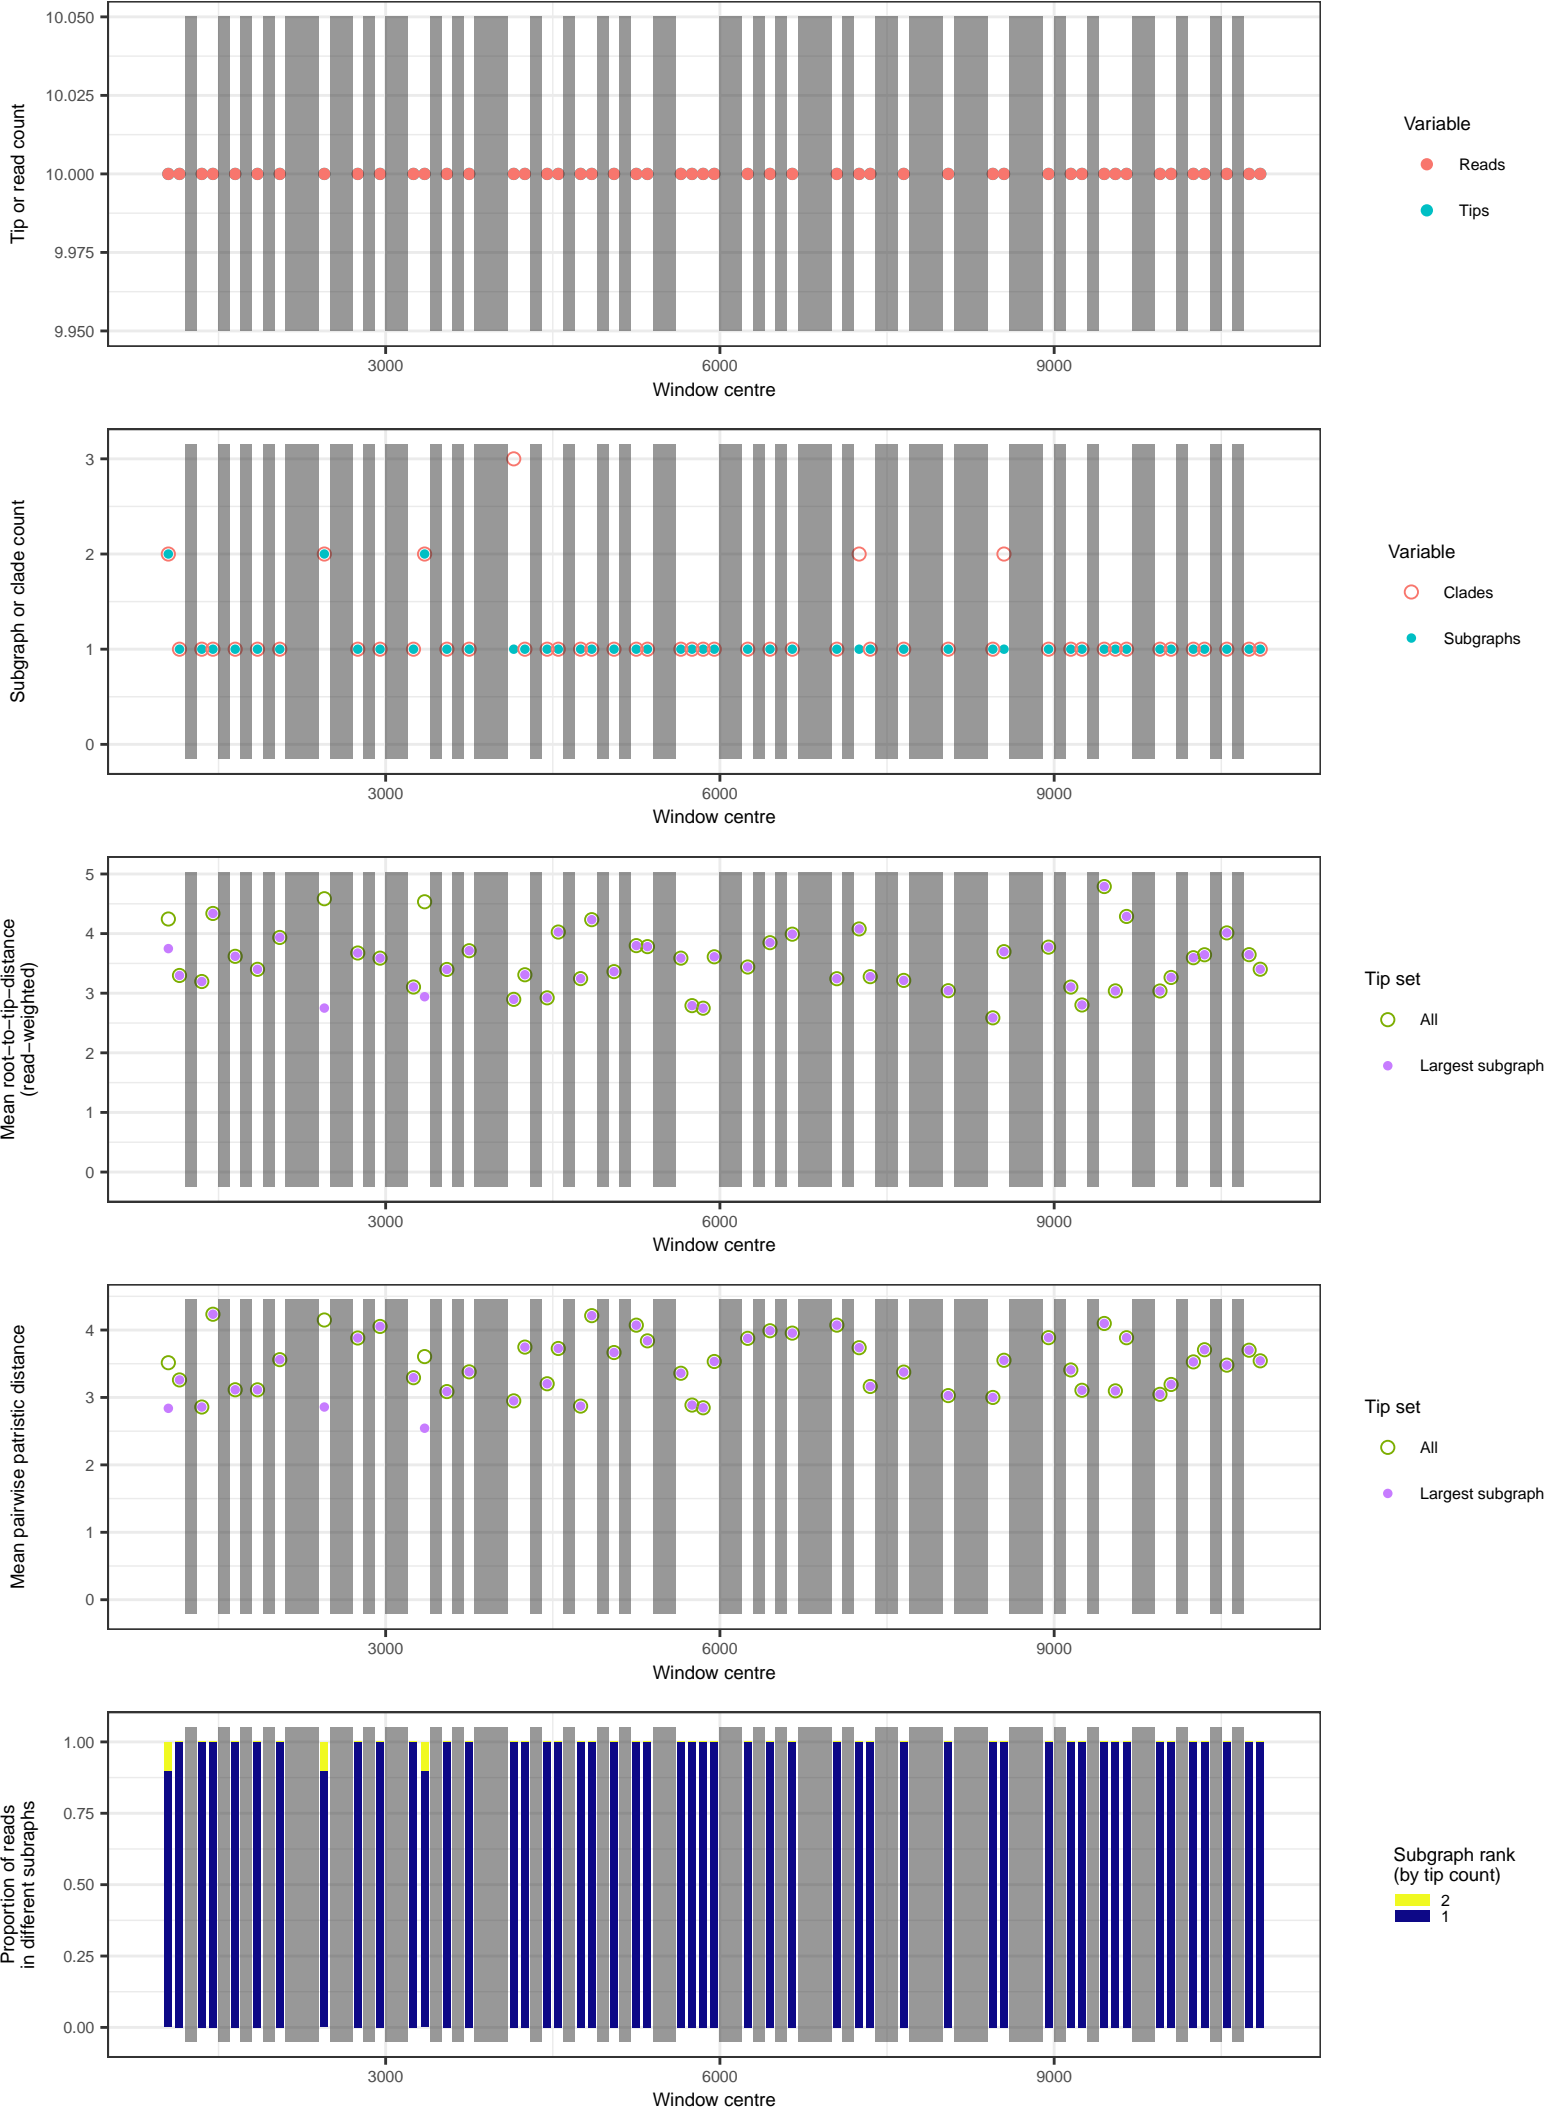 10.050
10.025
10.000
9.975
9.950
Tip or read count
3000
6000
9000
Window centre
Variable
Reads
Tips
3
2
1
0
Subgraph or clade count
3000
6000
9000
Window centre
Variable
Clades
Subgraphs
5
4
3
2
1
0
Mean root−to−tip−distance
(read−weighted)
3000
6000
9000
Window centre
Tip set
All
Largest subgraph
4
3
2
1
0
Mean pairwise patristic distance
3000
6000
9000
Window centre
Tip set
All
Largest subgraph
1.00
0.75
0.50
0.25
0.00
Proportion of reads
in different subraphs
3000
6000
9000
Window centre
Subgraph rank
(by tip count)
2
1